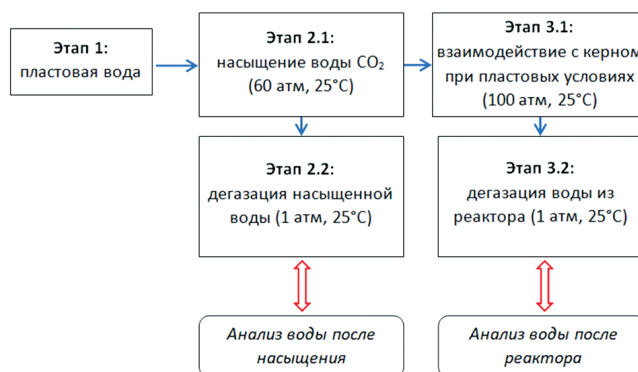 Этап 1:
пластовая вода
Этап 2.1:
насыщение воды CO₂
(60 атм, 25°C)
Этап 3.1:
взаимодействие с керном
при пластовых условиях
(100 атм, 25°C)
Этап 2.2:
дегазация насыщенной
воды (1 атм, 25°C)
Этап 3.2:
дегазация воды из
реактора (1 атм, 25°C)
Анализ воды после
насыщения
Анализ воды после
реактора